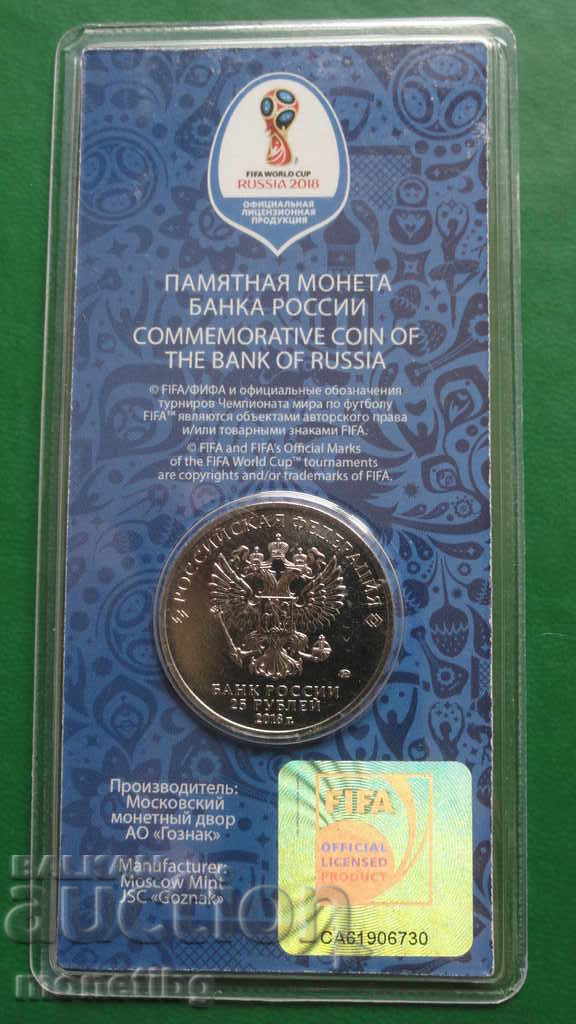 FIFA WORLD CUP
RUSSIA 2018
ОФИЦИАЛЬНАЯ
ЛИЦЕНЗИОННАЯ
ПРОДУКЦИЯ
ПАМЯТНАЯ МОНЕТА
БАНКА РОССИИ
COMMEMORATIVE COIN OF
THE BANK OF RUSSIA
© FIFA/ФИФА и официальные обозначения
турниров Чемпионата мира по футболу
FIFA™ являются объектами авторского права
и/или товарными знаками FIFA.
© FIFA and FIFA's Official Marks
of the FIFA World Cup™ tournaments
are copyrights and/or trademarks of FIFA.
РОССИЙСКАЯ ФЕДЕРАЦИЯ
БАНК РОССИИ
25 РУБЛЕЙ
2018 г.
Производитель:
Московский
монетный двор
АО «Гознак»
Manufacturer:
Moscow Mint
JSC «Goznak»
FIFA
OFFICIAL
LICENSED
PRODUCT
CA61906730
БАЛКАН
auction
monetibg